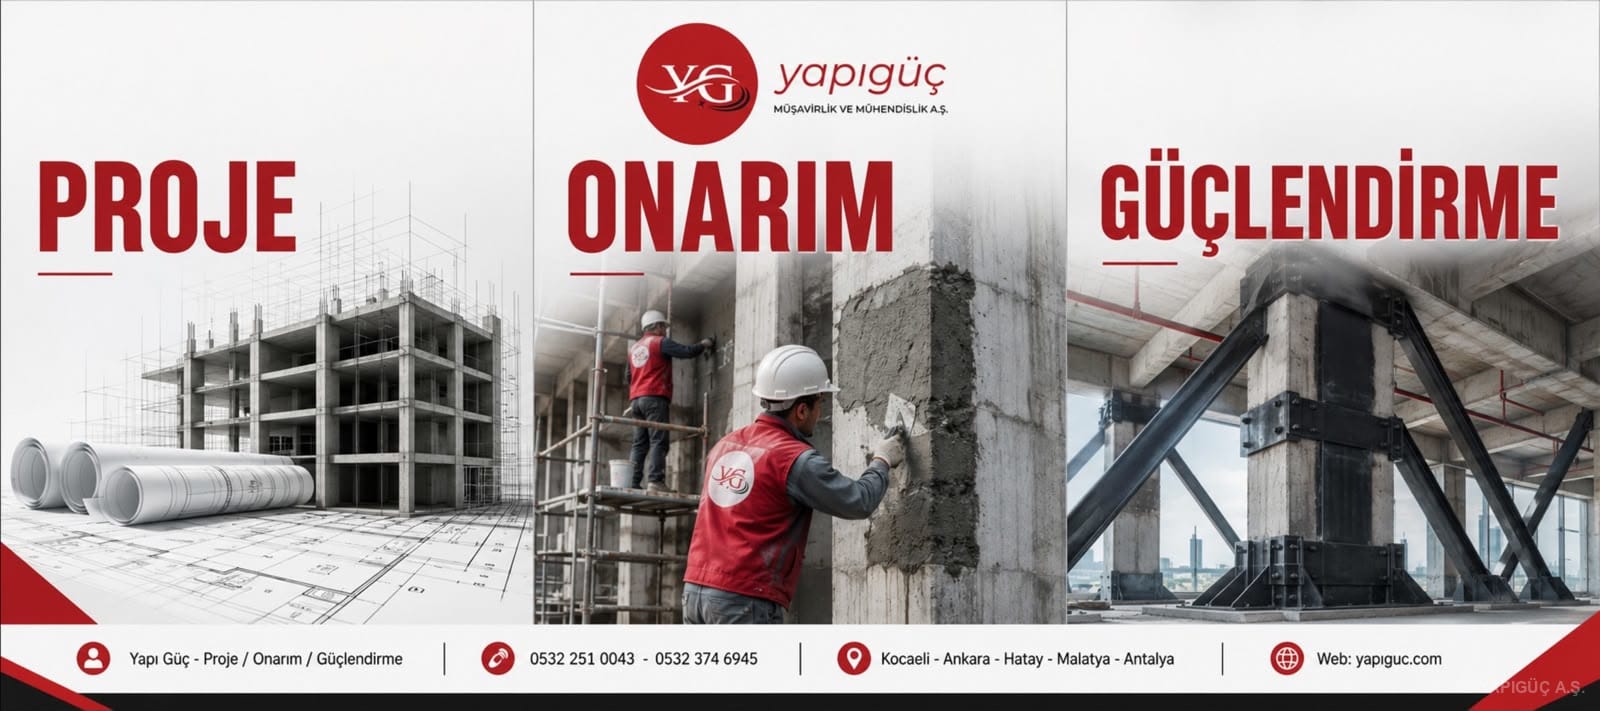 YG
yapıgüç
MÜŞAVİRLİK VE MÜHENDİSLİK A.Ş.
PROJE
ONARIM
GÜÇLENDİRME
YG
Yapı Güç - Proje / Onarım / Güçlendirme
0532 251 0043 - 0532 374 6945
Kocaeli - Ankara - Hatay - Malatya - Antalya
Web: yapıguc.com
APIGÜÇ A.Ş.